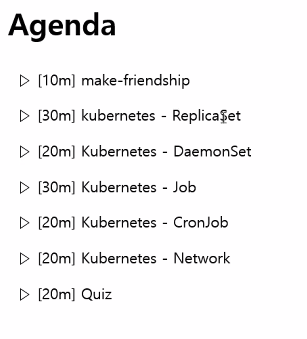 Agenda
[10m] make-friendship
[30m] kubernetes - ReplicaSet
[20m] Kubernetes - DaemonSet
[30m] Kubernetes - Job
[20m] Kubernetes - CronJob
[20m] Kubernetes - Network
[20m] Quiz